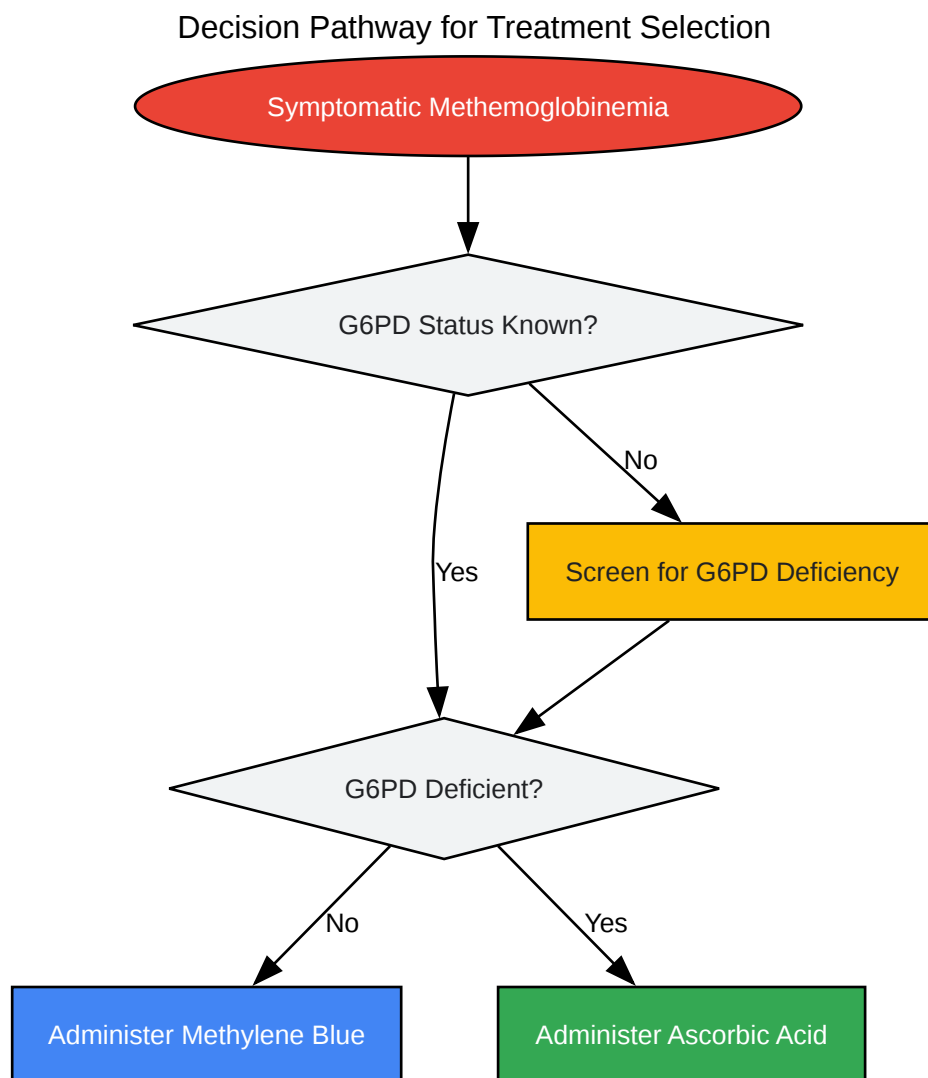 Decision Pathway for Treatment Selection
Symptomatic Methemoglobinemia
G6PD Status Known?
No
Yes
Screen for G6PD Deficiency
G6PD Deficient?
No
Yes
Administer Methylene Blue
Administer Ascorbic Acid